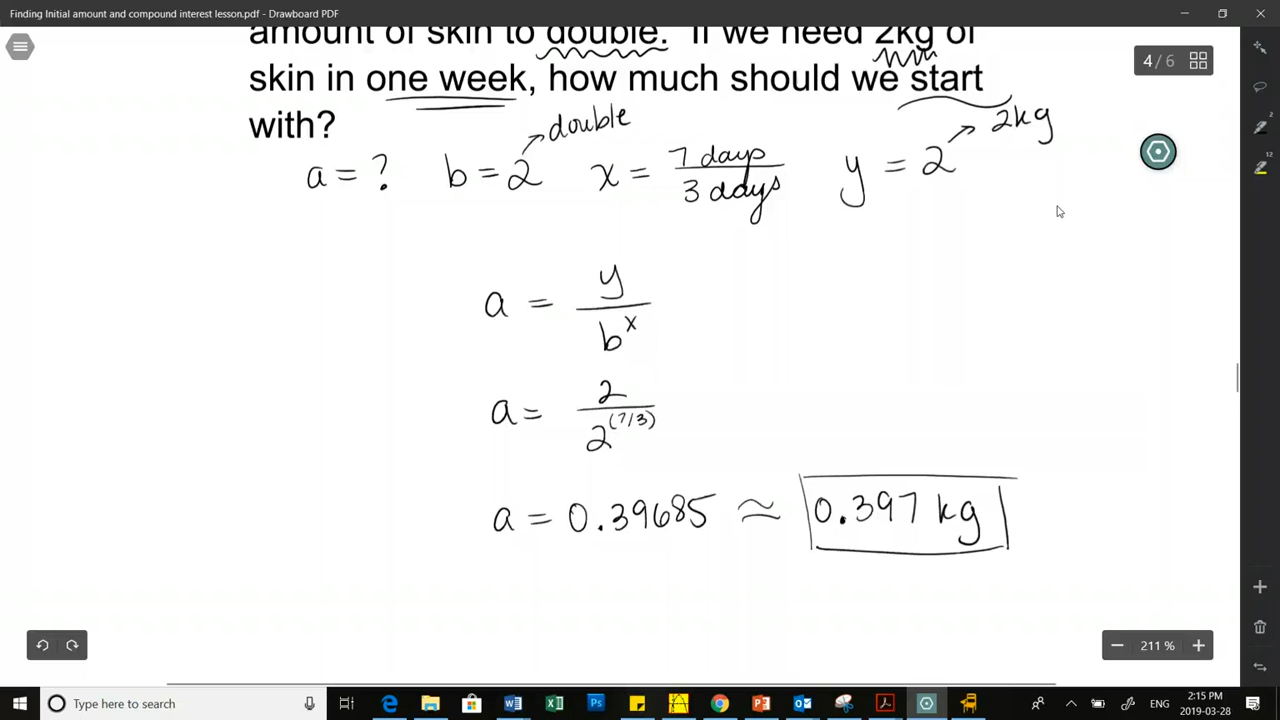 Finding Initial amount and compound interest lesson.pdf - Drawboard PDF
amount of skin to double. If we need 2kg of
4 / 6
skin in one week, how much should we start
with?
double
2kg
a = ? b = 2 x = 7 days / 3 days y = 2
a = y / b^x
a = 2 / 2^(7/3)
a = 0.39685 ≈ 0.397 kg
211 %
Type here to search
ENG
2:15 PM
2019-03-28